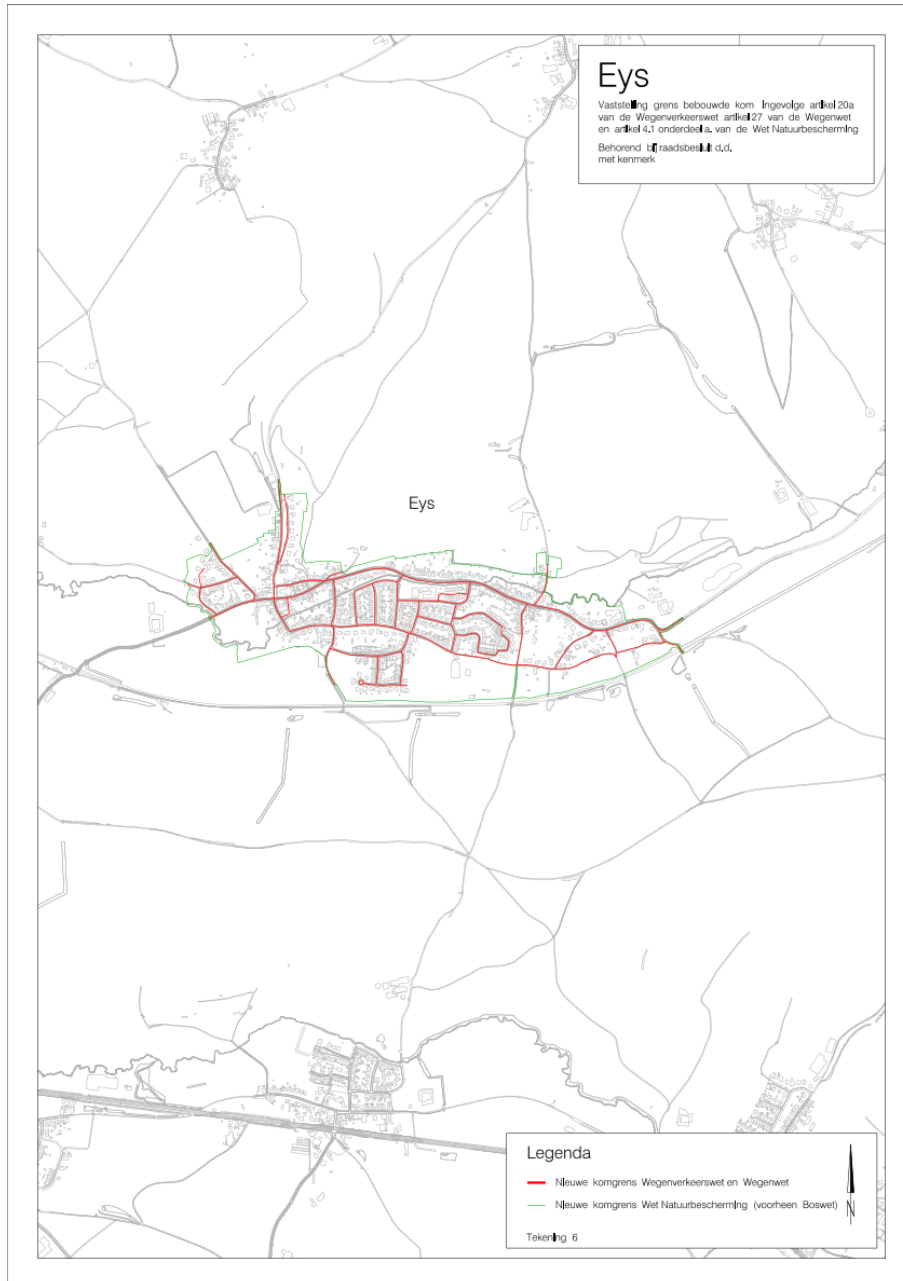 Eys
Vaststelling grens bebouwde kom ingevolge artikel 20a
van de Wegenverkeerswet artikel 27 van de Wegenwet
en artikel 4.1 onderdeel a. van de Wet Natuurbescherming
Behorend bij raadsbesluit d.d.
met kenmerk
Eys
Legenda
Nieuwe komgrens Wegenverkeerswet en Wegenwet
Nieuwe komgrens Wet Natuurbescherming (voorheen Boswet)
N
Tekening 6